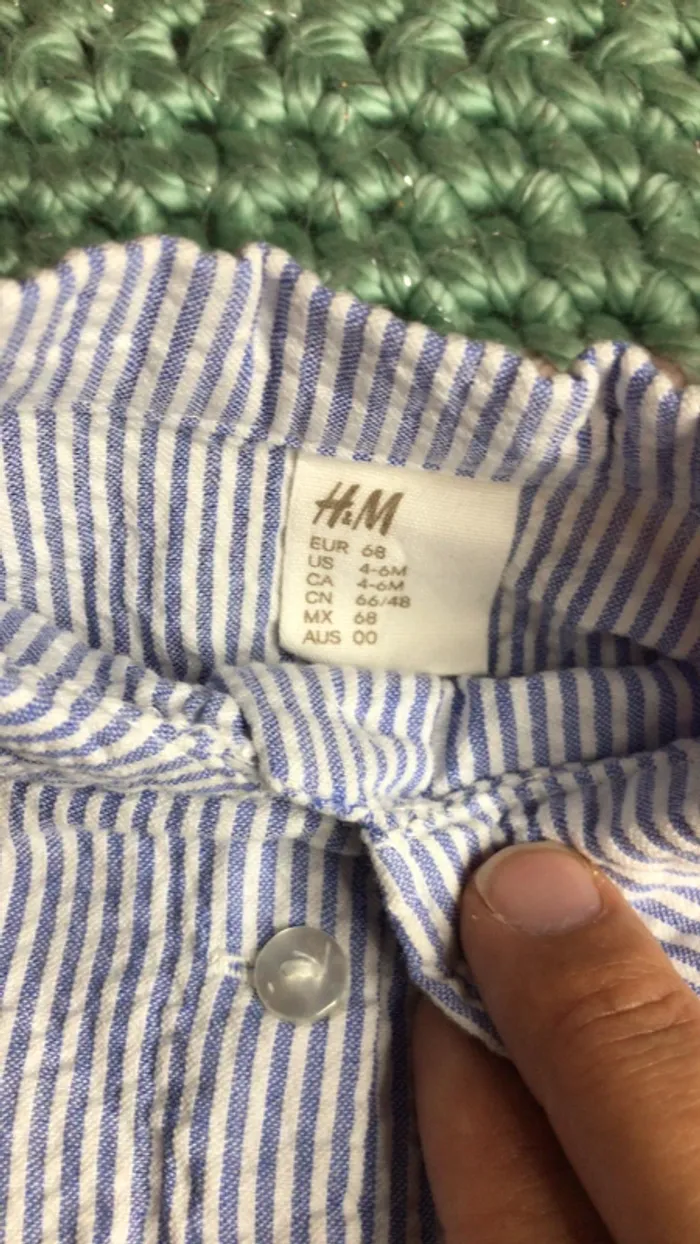 H&M
EUR 68
US 4-6M
CA 4-6M
CN 66/48
MX 68
AUS 00